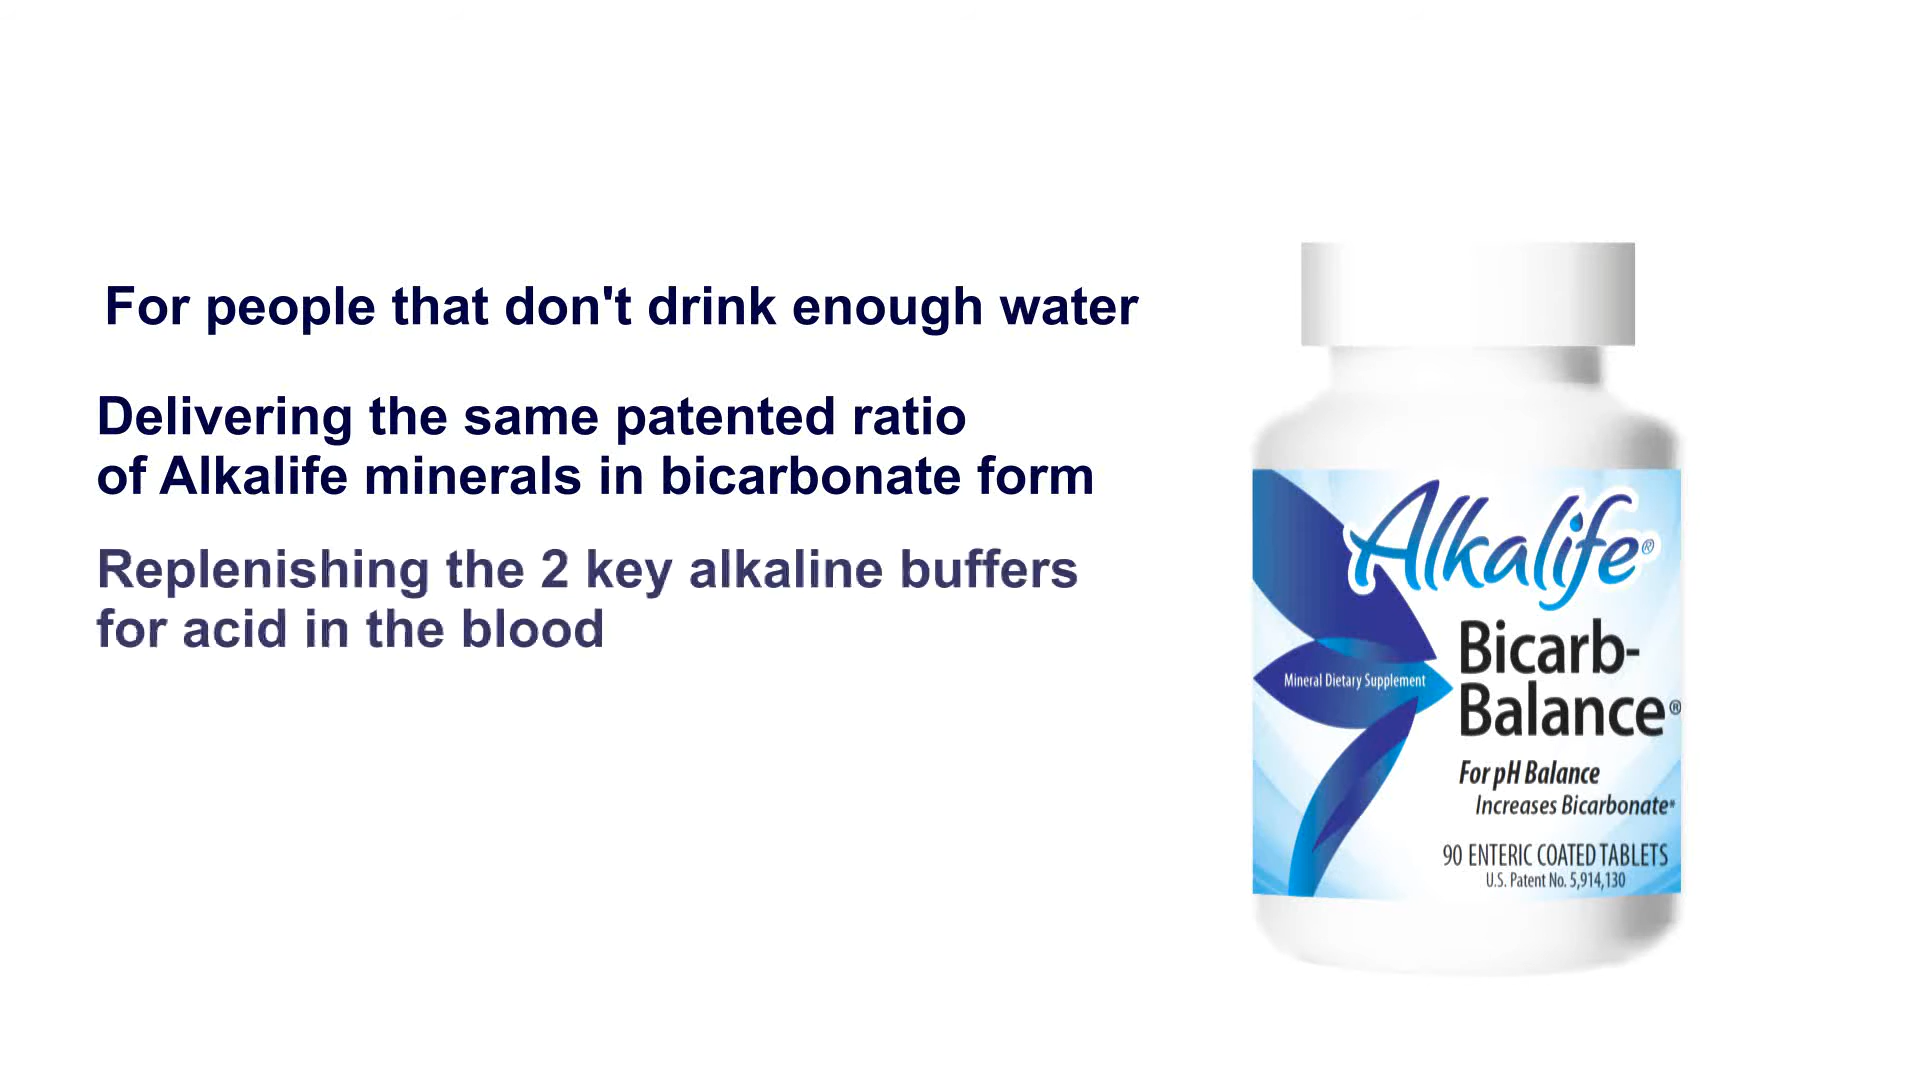 For people that don't drink enough water
Delivering the same patented ratio
of Alkalife minerals in bicarbonate form
Replenishing the 2 key alkaline buffers
for acid in the blood
Alkalife®
Bicarb-
Balance®
Mineral Dietary Supplement
For pH Balance
Increases Bicarbonate*
90 ENTERIC COATED TABLETS
U.S. Patent No. 5,914,130